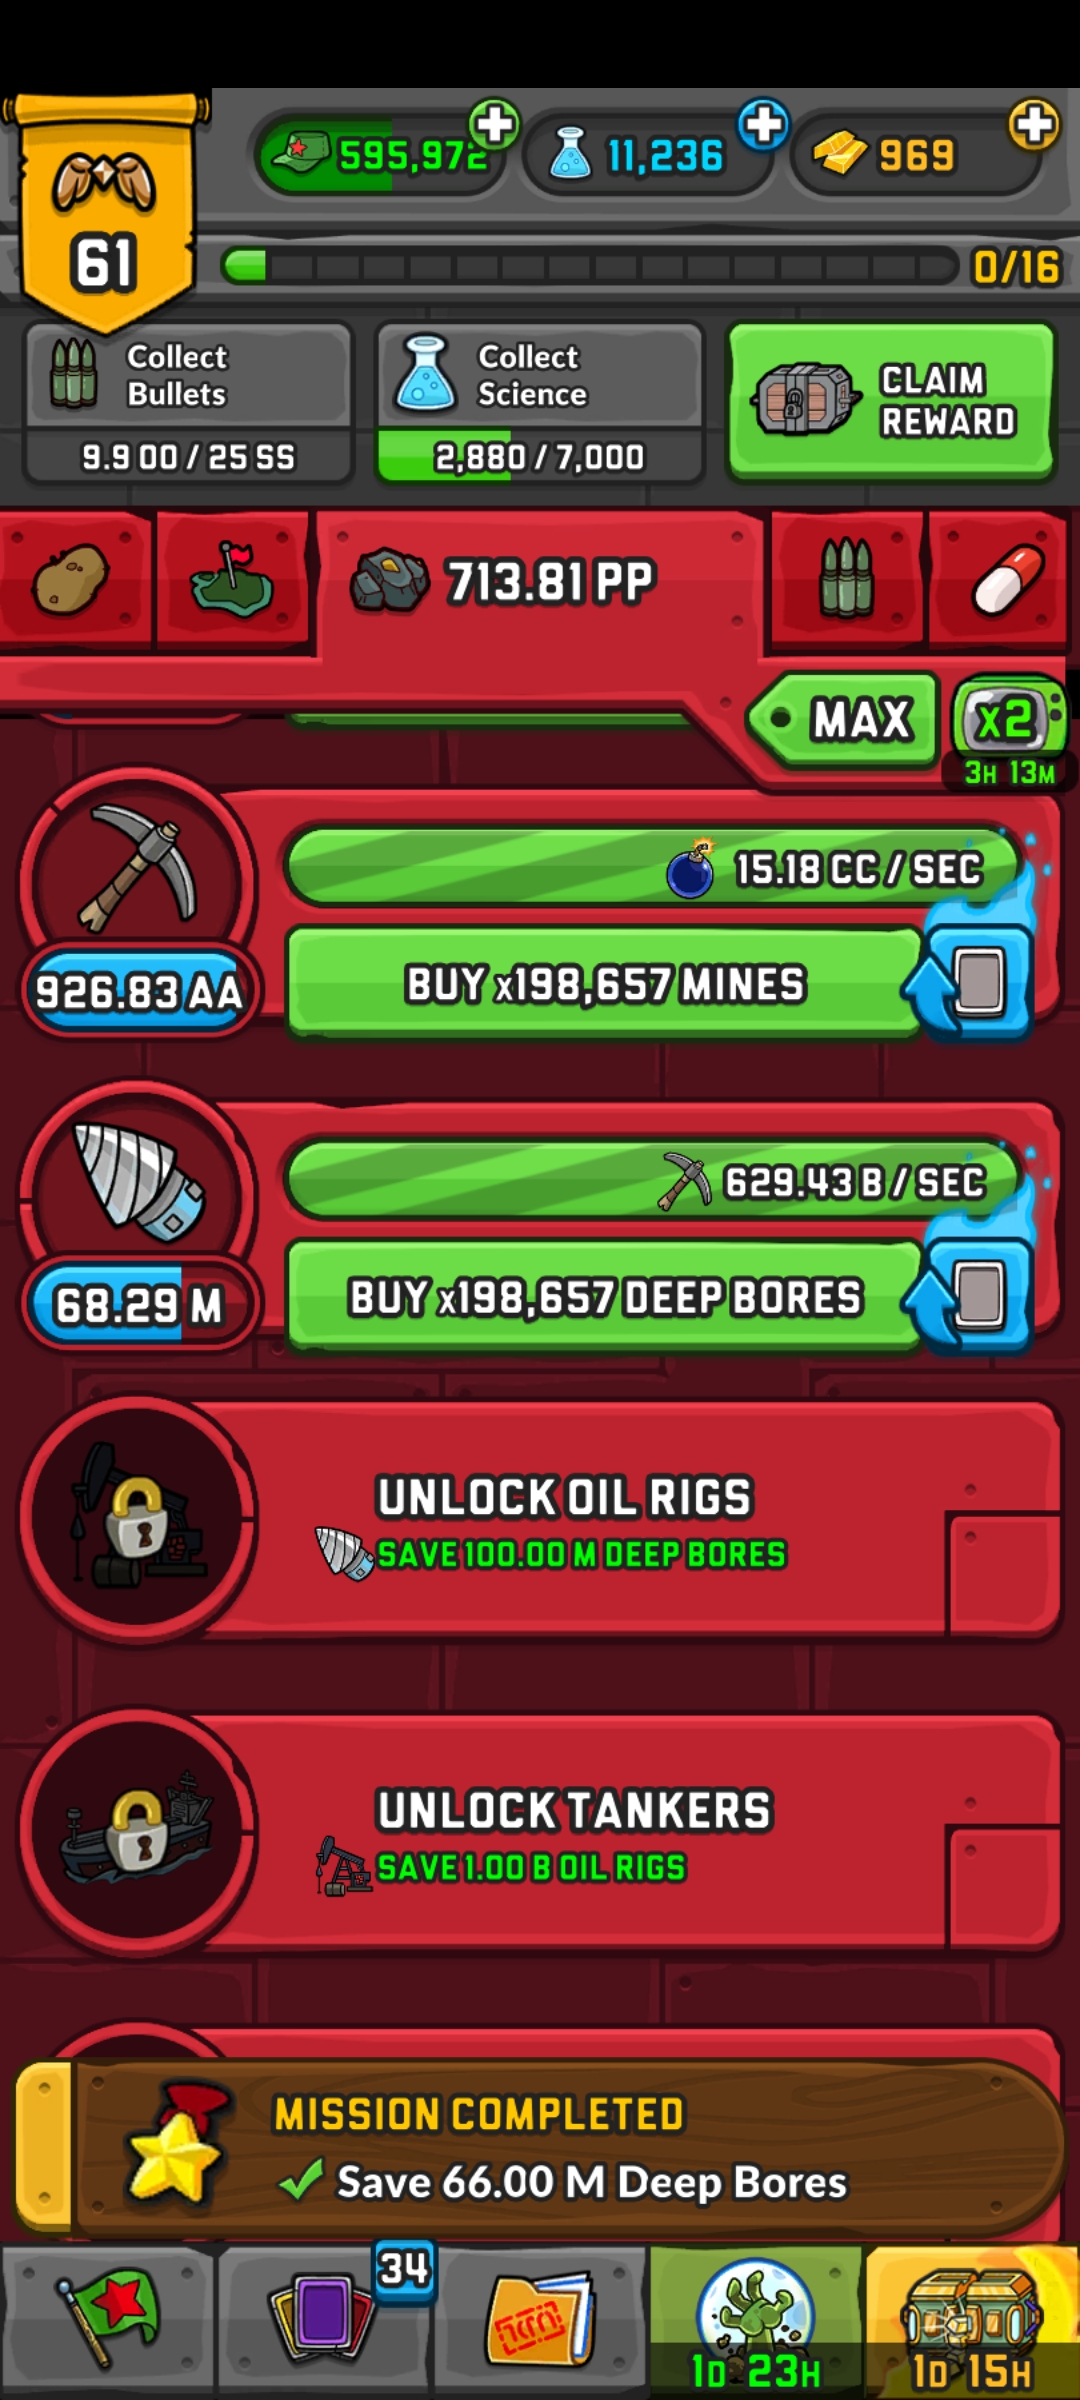 595,972
11,236
969
61
0/16
Collect
Bullets
9.9 OO / 25 SS
Collect
Science
2,880 / 7,000
CLAIM
REWARD
713.81 PP
MAX
x2
3H 13M
15.18 CC / SEC
926.83 AA
BUY x198,657 MINES
629.43 B / SEC
68.29 M
BUY x198,657 DEEP BORES
UNLOCK OIL RIGS
SAVE 100.00 M DEEP BORES
UNLOCK TANKERS
SAVE 1.00 B OIL RIGS
MISSION COMPLETED
Save 66.00 M Deep Bores
34
1D 23H
1D 15H